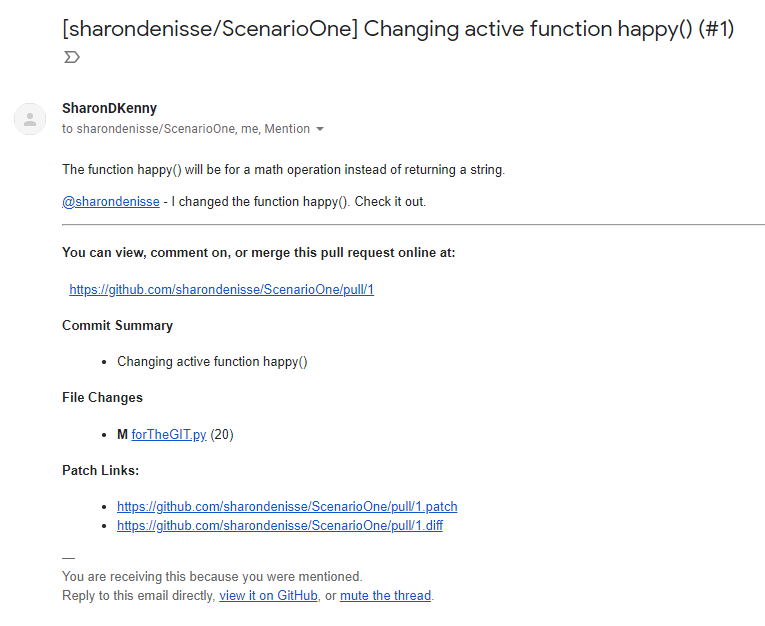 [sharondenisse/ScenarioOne] Changing active function happy() (#1)
SharonDKenny
to sharondenisse/ScenarioOne, me, Mention
The function happy() will be for a math operation instead of returning a string.
@sharondenisse - I changed the function happy(). Check it out.
You can view, comment on, or merge this pull request online at:
https://github.com/sharondenisse/ScenarioOne/pull/1
Commit Summary
• Changing active function happy()
File Changes
• M forTheGIT.py (20)
Patch Links:
• https://github.com/sharondenisse/ScenarioOne/pull/1.patch
• https://github.com/sharondenisse/ScenarioOne/pull/1.diff
—
You are receiving this because you were mentioned.
Reply to this email directly, view it on GitHub, or mute the thread.